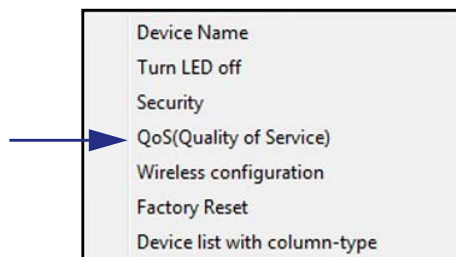 Device Name
Turn LED off
Security
QoS(Quality of Service)
Wireless configuration
Factory Reset
Device list with column-type